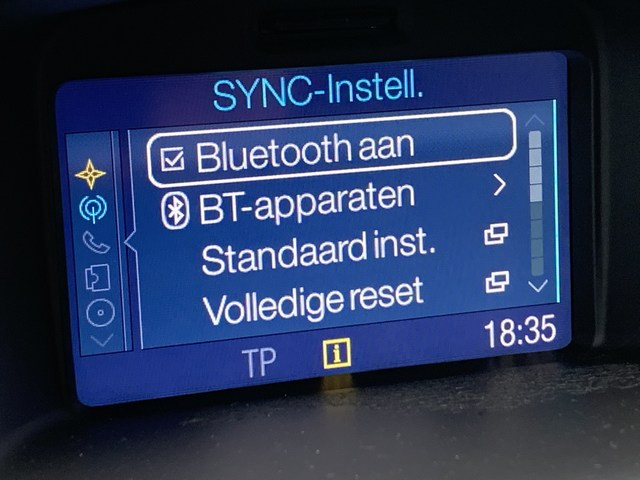 SYNC-Instell.
Bluetooth aan
BT-apparaten
Standaard inst.
Volledige reset
TP i 18:35